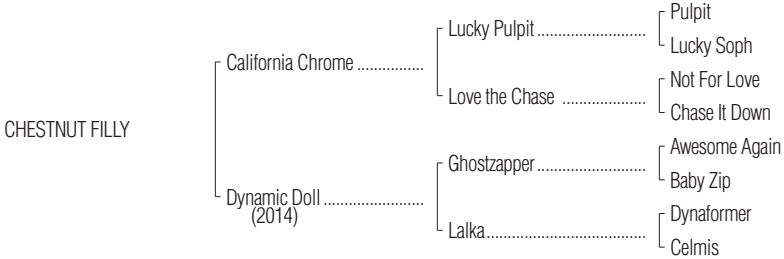 Pulpit
Lucky Pulpit ..........................
Lucky Soph
California Chrome ................
Not For Love
Love the Chase ....................
Chase It Down
CHESTNUT FILLY
Awesome Again
Ghostzapper ..........................
Baby Zip
Dynamic Doll ........................
(2014)
Dynaformer
Lalka......................................
Celmis